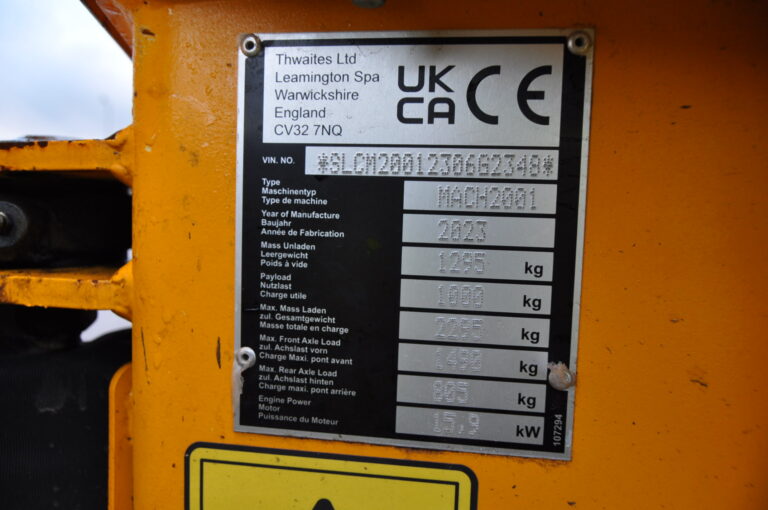 Thwaites Ltd
Leamington Spa
Warwickshire
England
CV32 7NQ
UK
CA CE
VIN. NO. *SLCM20012306G2348*
Type
Maschinentyp
Type de machine
MACH2001
Year of Manufacture
Baujahr
Année de Fabrication
2023
Mass Unladen
Leergewicht
Poids à vide
1295 kg
Payload
Nutzlast
Charge utile
1000 kg
Max. Mass Laden
zul. Gesamtgewicht
Masse totale en charge
2295 kg
Max. Front Axle Load
zul. Achslast vorn
Charge Maxi. pont avant
1490 kg
Max. Rear Axle Load
zul. Achslast hinten
Charge maxi. pont arrière
805 kg
Engine Power
Motor
Puissance du Moteur
15,9 kW
107294